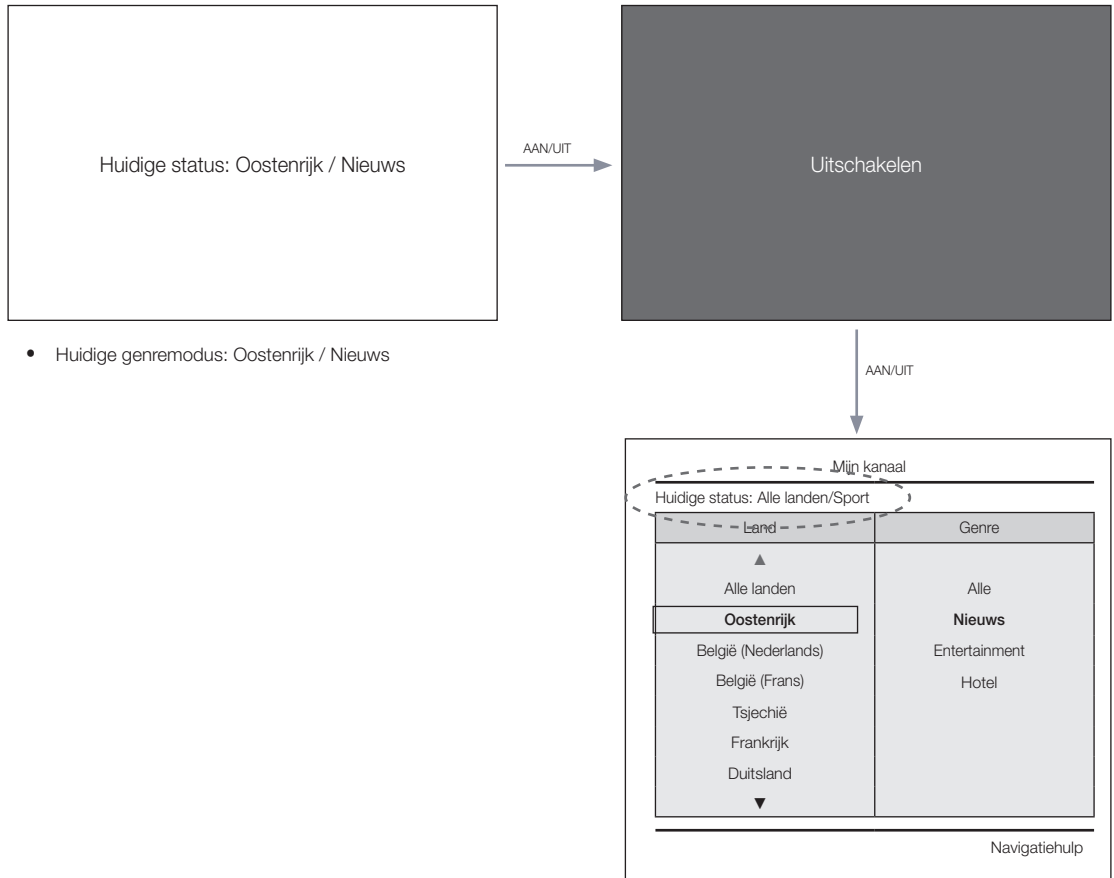 Huidige status: Oostenrijk / Nieuws
AAN/UIT
Uitschakelen
• Huidige genremodus: Oostenrijk / Nieuws
AAN/UIT
Mijn kanaal
Huidige status: Alle landen/Sport
Land Genre
▲
Alle landen Alle
Oostenrijk Nieuws
België (Nederlands) Entertainment
België (Frans) Hotel
Tsjechië
Frankrijk
Duitsland
▼
Navigatiehulp